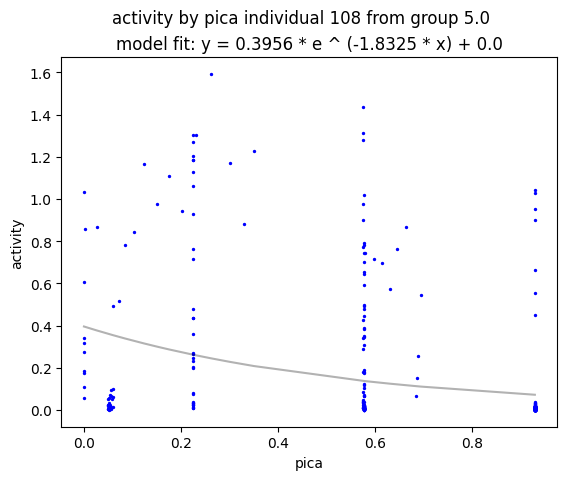 activity by pica individual 108 from group 5.0
model fit: y = 0.3956 * e ^ (-1.8325 * x) + 0.0
1.6
1.4
1.2
1.0
0.8
0.6
0.4
0.2
0.0
activity
0.0 0.2 0.4 0.6 0.8
pica